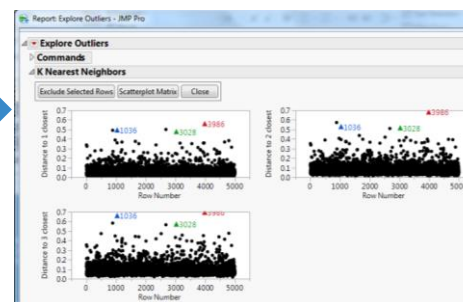 Report: Explore Outliers - JMP Pro
Explore Outliers
Commands
K Nearest Neighbors
Exclude Selected Rows Scatterplot Matrix Close
Distance to 1 closest
0.7
0.6
0.5
0.4
0.3
0.2
0.1
0.0
1036
3028
3986
0 1000 2000 3000 4000 5000
Row Number
Distance to 2 closest
0.7
0.6
0.5
0.4
0.3
0.2
0.1
0.0
1036
3028
3986
0 1000 2000 3000 4000 5000
Row Number
Distance to 3 closest
0.7
0.6
0.5
0.4
0.3
0.2
0.1
0.0
1036
3028
3986
0 1000 2000 3000 4000 5000
Row Number